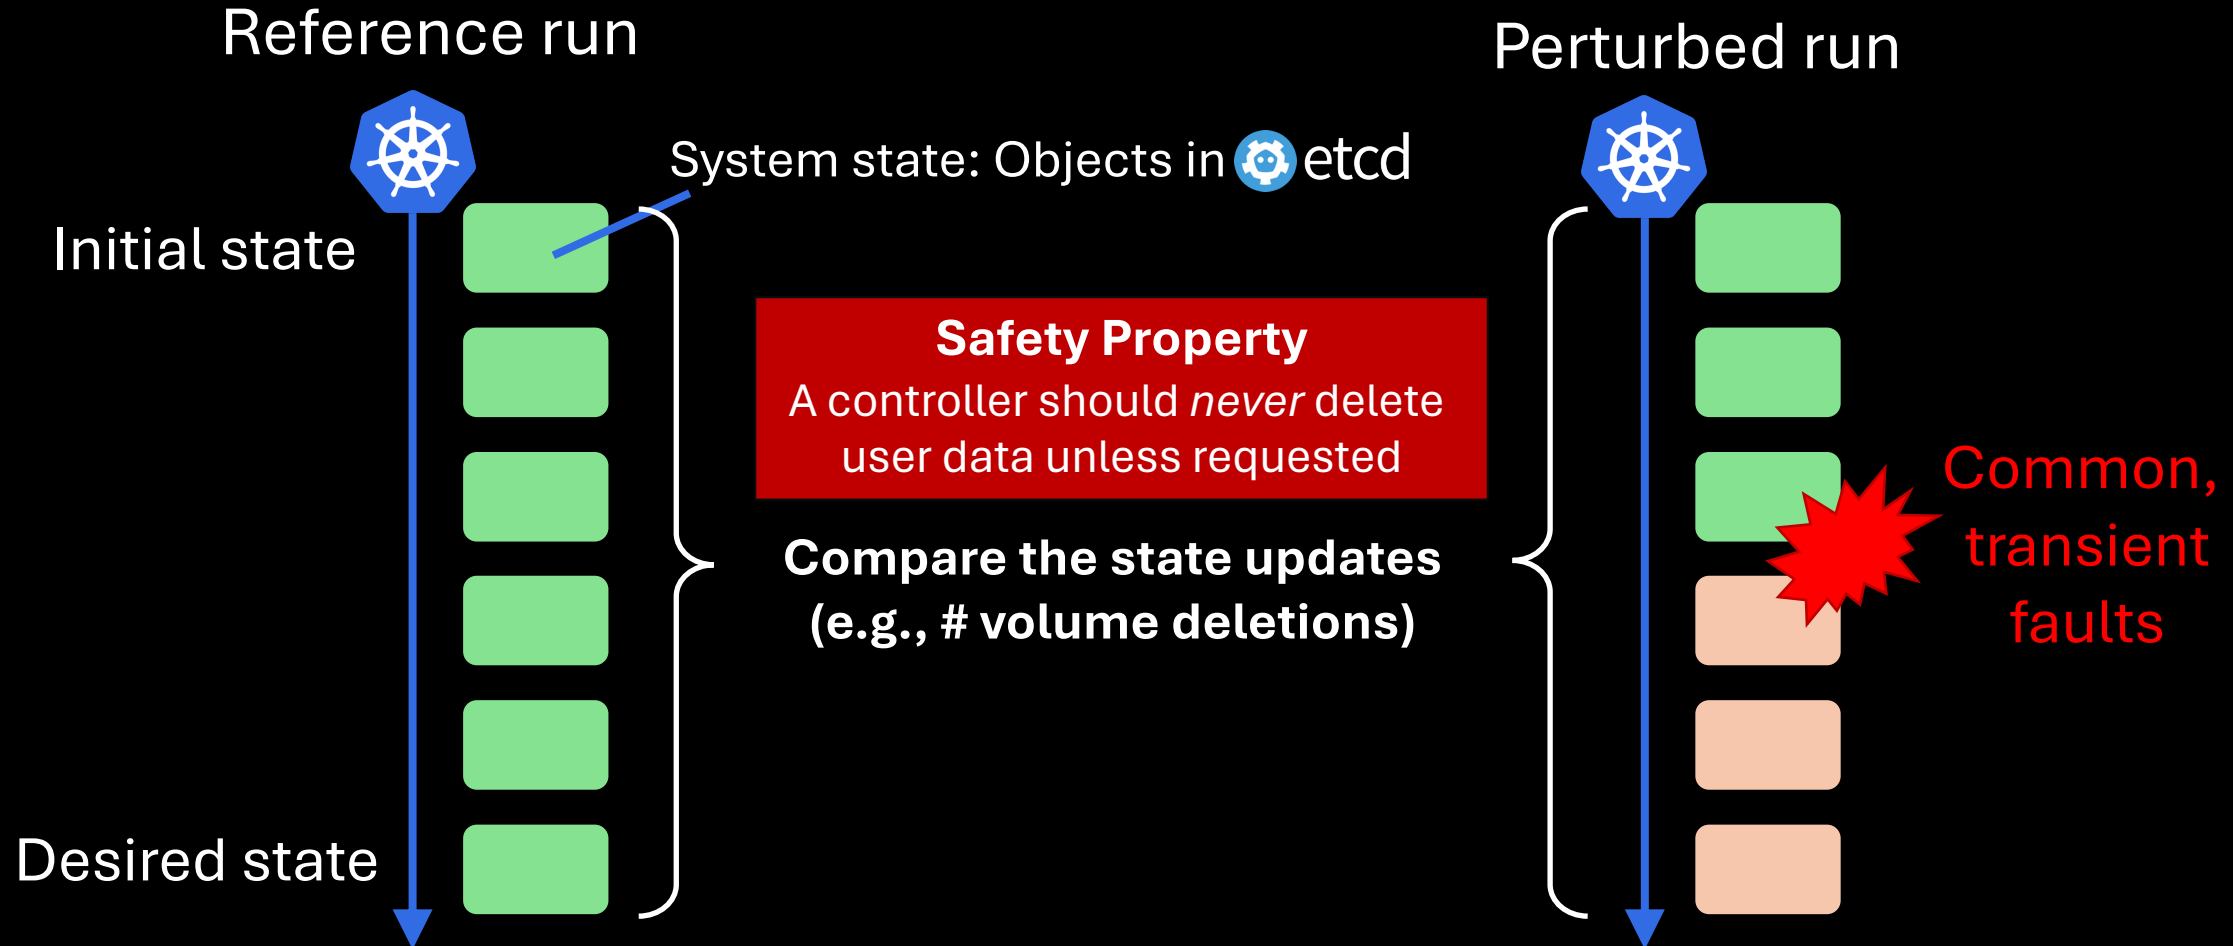 Reference run
Perturbed run
System state: Objects in etcd
Initial state
Safety Property
A controller should never delete
user data unless requested
Compare the state updates
(e.g., # volume deletions)
Common,
transient
faults
Desired state